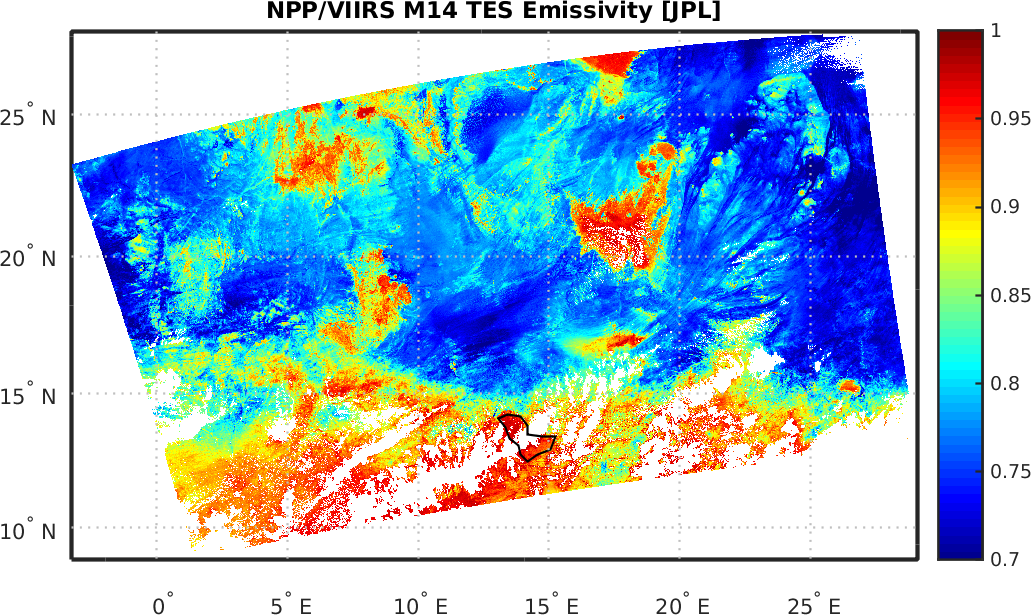 NPP/VIIRS M14 TES Emissivity [JPL]
25° N
20° N
15° N
10° N
0°
5° E
10° E
15° E
20° E
25° E
1
0.95
0.9
0.85
0.8
0.75
0.7